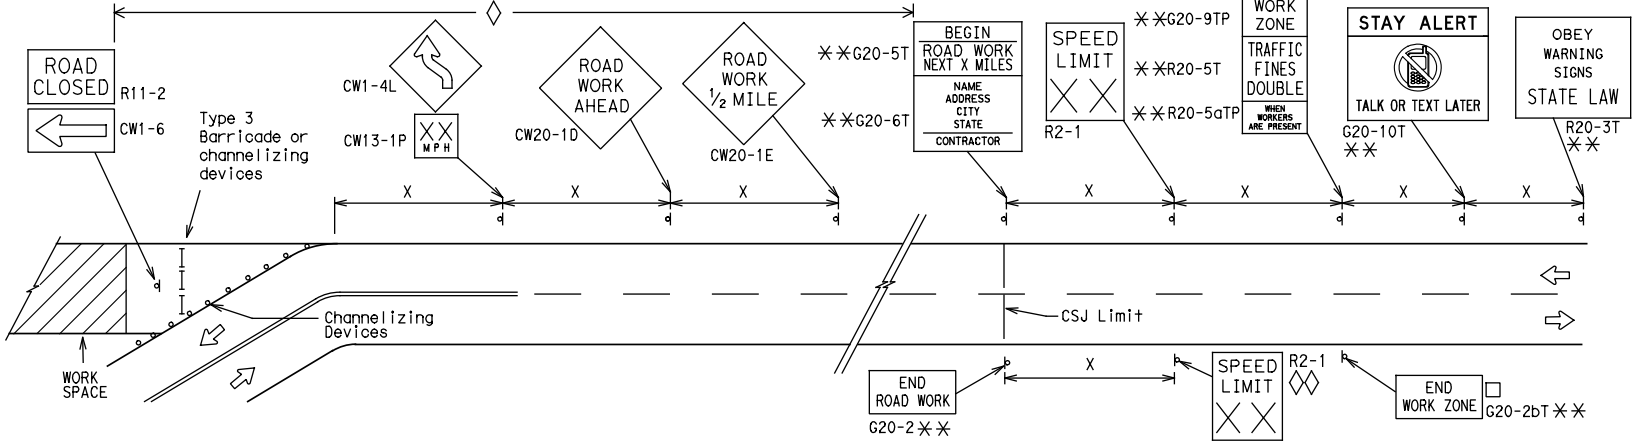 ROAD
CLOSED
R11-2
CW1-6
Type 3
Barricade or
channelizing
devices
CW1-4L
CW13-1P
XX
MPH
ROAD
WORK
AHEAD
CW20-1D
ROAD
WORK
1/2 MILE
CW20-1E
**G20-5T
**G20-6T
BEGIN
ROAD WORK
NEXT X MILES
NAME
ADDRESS
CITY
STATE
CONTRACTOR
SPEED
LIMIT
XX
R2-1
**G20-9TP
**R20-5T
**R20-5aTP
WORK
ZONE
TRAFFIC
FINES
DOUBLE
WHEN
WORKERS
ARE PRESENT
STAY ALERT
TALK OR TEXT LATER
G20-10T
**
OBEY
WARNING
SIGNS
STATE LAW
R20-3T
**
X
X
X
X
X
X
X
Channelizing
Devices
CSJ Limit
WORK
SPACE
END
ROAD WORK
G20-2**
X
SPEED
LIMIT
XX
R2-1
◇◇
END
WORK ZONE
□
G20-2bT**